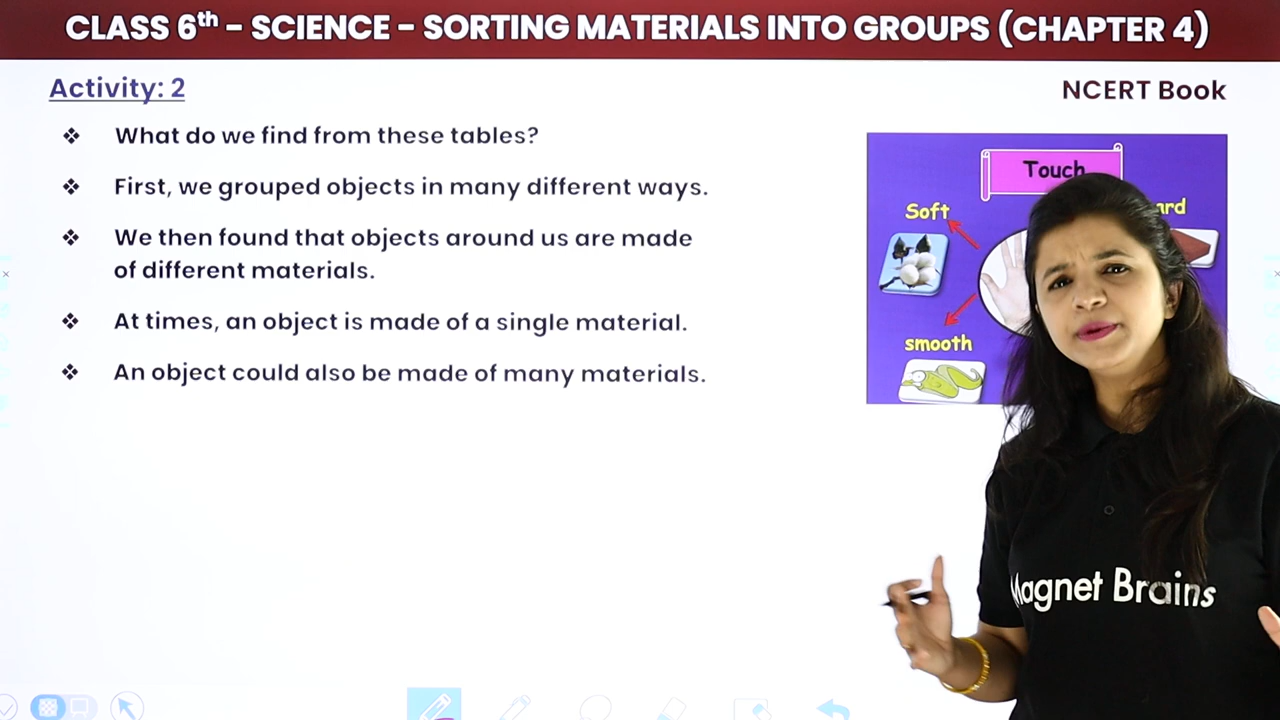 CLASS 6th – SCIENCE – SORTING MATERIALS INTO GROUPS (CHAPTER 4)
Activity: 2
NCERT Book
❖ What do we find from these tables?
❖ First, we grouped objects in many different ways.
❖ We then found that objects around us are made
of different materials.
❖ At times, an object is made of a single material.
❖ An object could also be made of many materials.
Touch
Soft
smooth
Magnet Brains